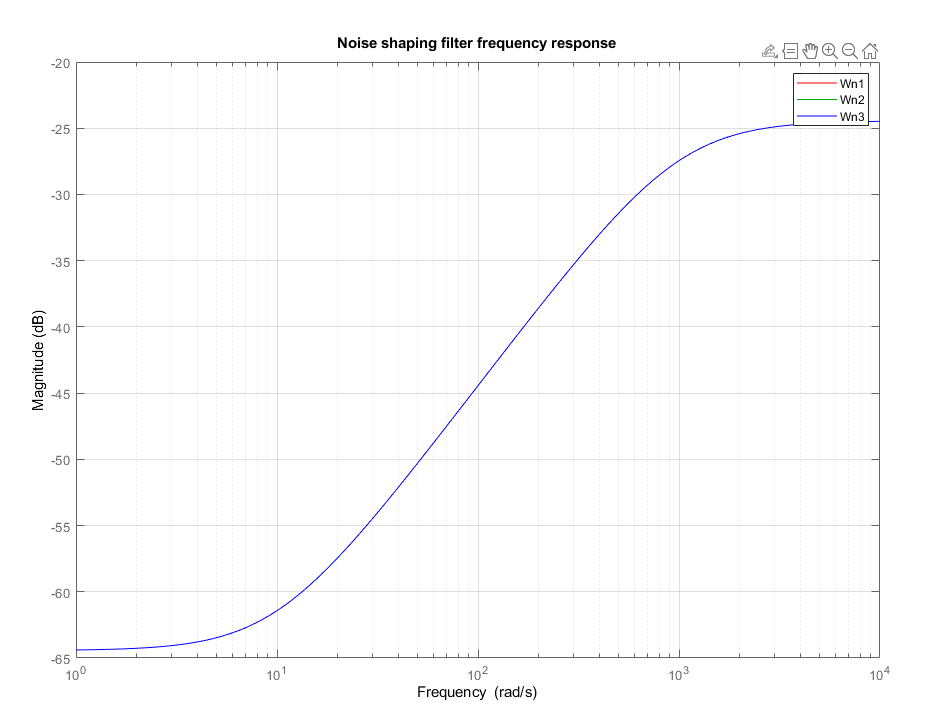 Noise shaping filter frequency response
Wn1
Wn2
Wn3
-20
-25
-30
-35
-40
-45
-50
-55
-60
-65
Magnitude (dB)
10^0 10^1 10^2 10^3 10^4
Frequency (rad/s)